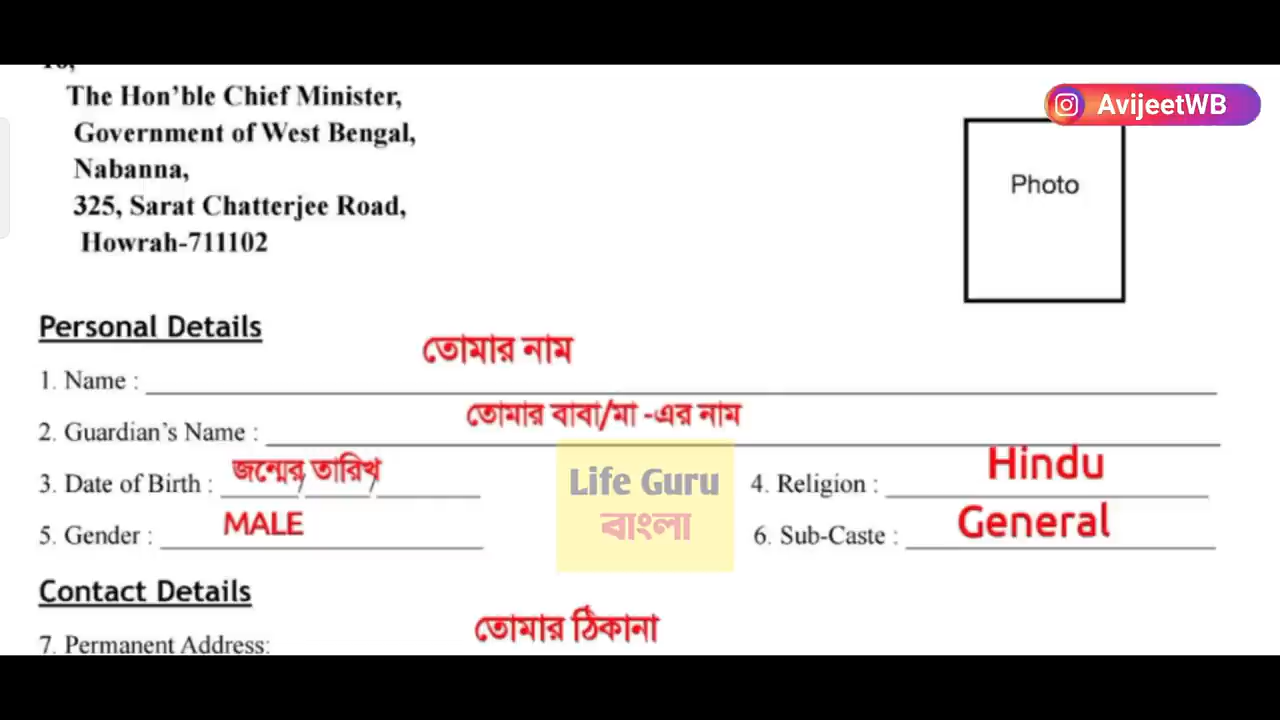 To,
The Hon'ble Chief Minister,
Government of West Bengal,
Nabanna,
325, Sarat Chatterjee Road,
Howrah-711102
AvijeetWB
Photo
Personal Details
তোমার নাম
1. Name :
তোমার বাবা/মা -এর নাম
2. Guardian's Name :
জন্মের তারিখ
3. Date of Birth : / /
Hindu
4. Religion :
MALE
5. Gender :
General
6. Sub-Caste :
Life Guru
বাংলা
Contact Details
তোমার ঠিকানা
7. Permanent Address: